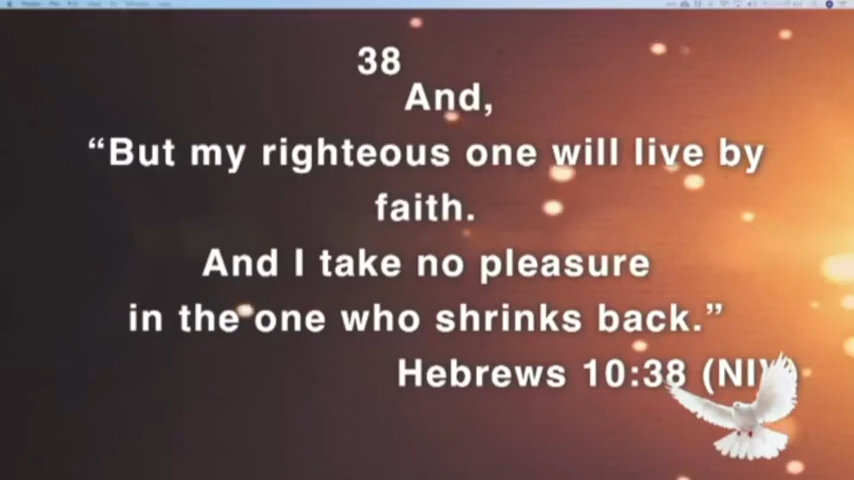 38
And,
“But my righteous one will live by
faith.
And I take no pleasure
in the one who shrinks back.”
Hebrews 10:38 (NIV)